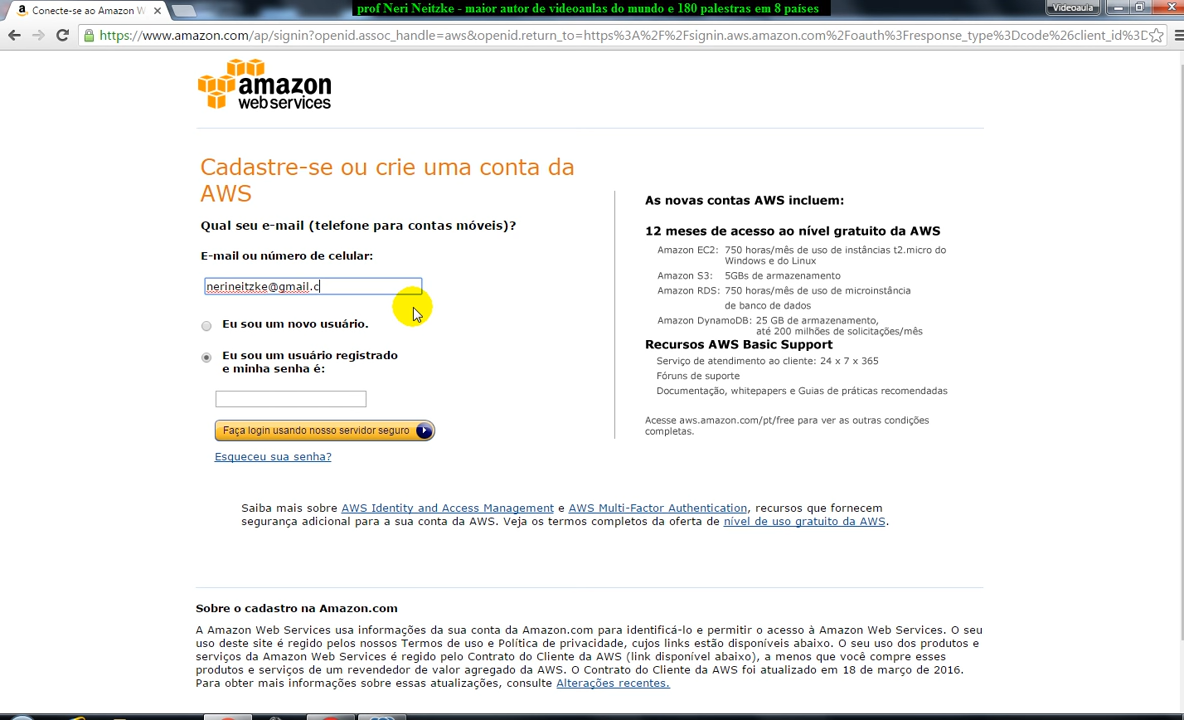 Conecte-se ao Amazon W
prof Neri Neitzke - maior autor de videoaulas do mundo e 180 palestras em 8 países
Videoaula
https://www.amazon.com/ap/signin?openid.assoc_handle=aws&openid.return_to=https%3A%2F%2Fsignin.aws.amazon.com%2Foauth%3Fresponse_type%3Dcode%26client_id%3D
amazon
web services
Cadastre-se ou crie uma conta da
AWS
Qual seu e-mail (telefone para contas móveis)?
E-mail ou número de celular:
nerineitzke@gmail.c
Eu sou um novo usuário.
Eu sou um usuário registrado
e minha senha é:
Faça login usando nosso servidor seguro
Esqueceu sua senha?
As novas contas AWS incluem:
12 meses de acesso ao nível gratuito da AWS
Amazon EC2: 750 horas/mês de uso de instâncias t2.micro do
Windows e do Linux
Amazon S3: 5GBs de armazenamento
Amazon RDS: 750 horas/mês de uso de microinstância
de banco de dados
Amazon DynamoDB: 25 GB de armazenamento,
até 200 milhões de solicitações/mês
Recursos AWS Basic Support
Serviço de atendimento ao cliente: 24 x 7 x 365
Fóruns de suporte
Documentação, whitepapers e Guias de práticas recomendadas
Acesse aws.amazon.com/pt/free para ver as outras condições
completas.
Saiba mais sobre AWS Identity and Access Management e AWS Multi-Factor Authentication, recursos que fornecem
segurança adicional para a sua conta da AWS. Veja os termos completos da oferta de nível de uso gratuito da AWS.
Sobre o cadastro na Amazon.com
A Amazon Web Services usa informações da sua conta da Amazon.com para identificá-lo e permitir o acesso à Amazon Web Services. O seu
uso deste site é regido pelos nossos Termos de uso e Política de privacidade, cujos links estão disponíveis abaixo. O seu uso dos produtos e
serviços da Amazon Web Services é regido pelo Contrato do Cliente da AWS (link disponível abaixo), a menos que você compre esses
produtos e serviços de um revendedor de valor agregado da AWS. O Contrato do Cliente da AWS foi atualizado em 18 de março de 2016.
Para obter mais informações sobre essas atualizações, consulte Alterações recentes.